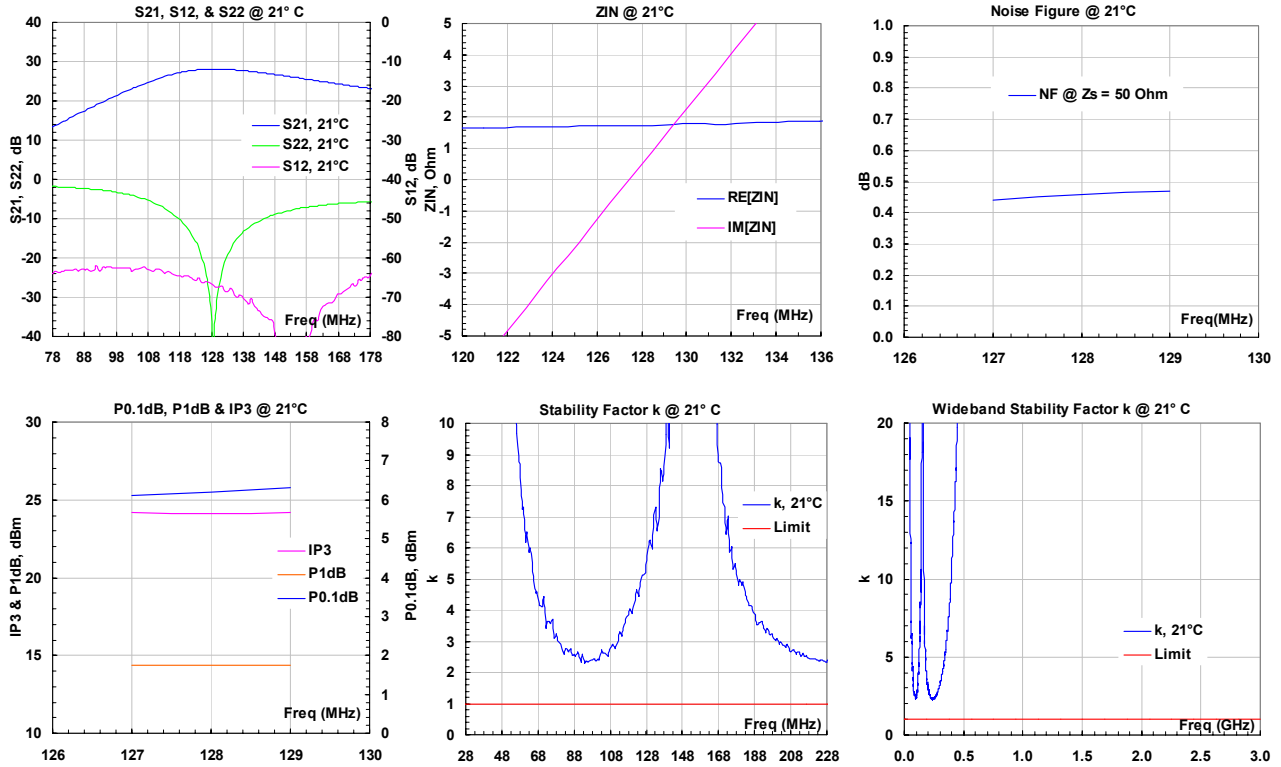 S21, S12, & S22 @ 21° C
40
30
20
10
0
-10
-20
-30
-40
0
-10
-20
-30
-40
-50
-60
-70
-80
S21, S22, dB
S12, dB
S21, 21°C
S22, 21°C
S12, 21°C
Freq (MHz)
78 88 98 108 118 128 138 148 158 168 178
ZIN @ 21°C
5
4
3
2
1
0
-1
-2
-3
-4
-5
ZIN, Ohm
RE[ZIN]
IM[ZIN]
Freq (MHz)
120 122 124 126 128 130 132 134 136
Noise Figure @ 21°C
1.0
0.9
0.8
0.7
0.6
0.5
0.4
0.3
0.2
0.1
0.0
dB
NF @ Zs = 50 Ohm
Freq(MHz)
126 127 128 129 130
P0.1dB, P1dB & IP3 @ 21°C
30
25
20
15
10
8
7
6
5
4
3
2
1
0
IP3 & P1dB, dBm
P0.1dB, dBm
IP3
P1dB
P0.1dB
Freq (MHz)
126 127 128 129 130
Stability Factor k @ 21° C
10
9
8
7
6
5
4
3
2
1
0
k
k, 21°C
Limit
Freq (MHz)
28 68 68 88 108 128 148 168 188 208 228
Wideband Stability Factor k @ 21° C
20
15
10
5
0
k
k, 21°C
Limit
Freq (GHz)
0.0 0.5 1.0 1.5 2.0 2.5 3.0